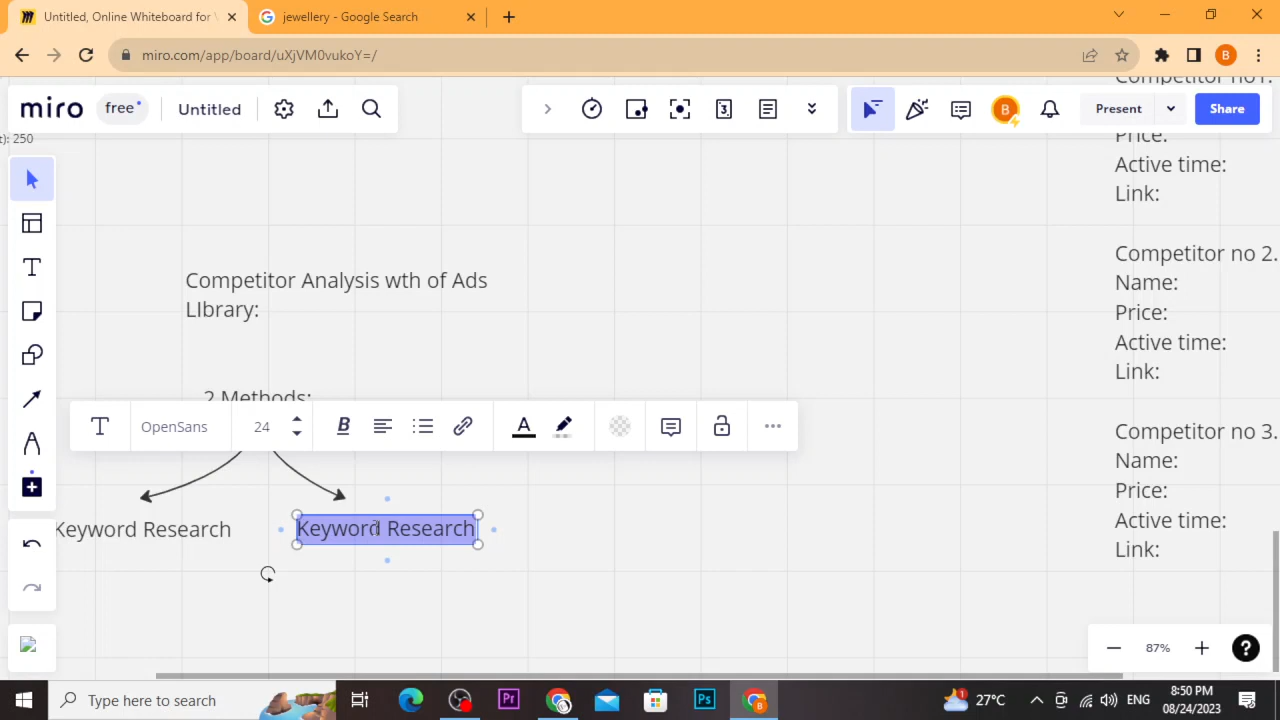 Untitled, Online Whiteboard for
jewellery - Google Search
miro.com/app/board/uXjVM0vukoY=/
miro
free
Untitled
Present
Share
t): 250
Competitor no1.
Price:
Active time:
Link:
Competitor Analysis wth of Ads
LIbrary:
Competitor no 2.
Name:
Price:
Active time:
Link:
2 Methods:
OpenSans
24
B
A
Keyword Research
Keyword Research
Competitor no 3.
Name:
Price:
Active time:
Link:
87%
Type here to search
27°C
ENG
8:50 PM
08/24/2023